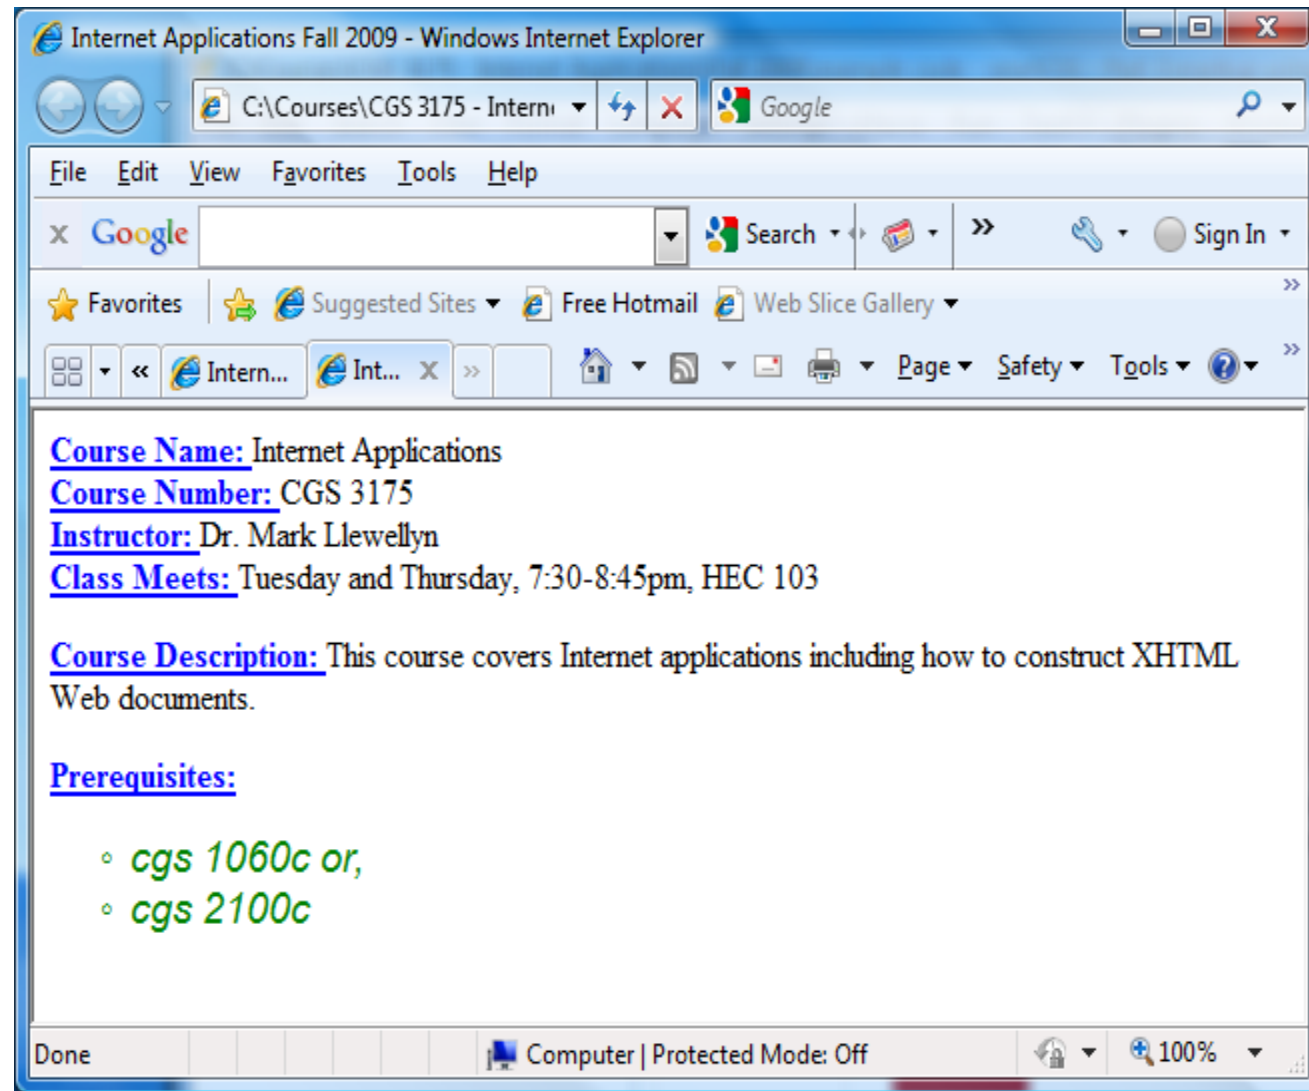 Internet Applications Fall 2009 - Windows Internet Explorer
C:\Courses\CGS 3175 - Intern
Google
File Edit View Favorites Tools Help
x Google Search » Sign In
Favorites Suggested Sites Free Hotmail Web Slice Gallery »
« Intern... Int... X » Page Safety Tools »
Course Name: Internet Applications
Course Number: CGS 3175
Instructor: Dr. Mark Llewellyn
Class Meets: Tuesday and Thursday, 7:30-8:45pm, HEC 103
Course Description: This course covers Internet applications including how to construct XHTML
Web documents.
Prerequisites:
◦ cgs 1060c or,
◦ cgs 2100c
Done Computer | Protected Mode: Off 100%